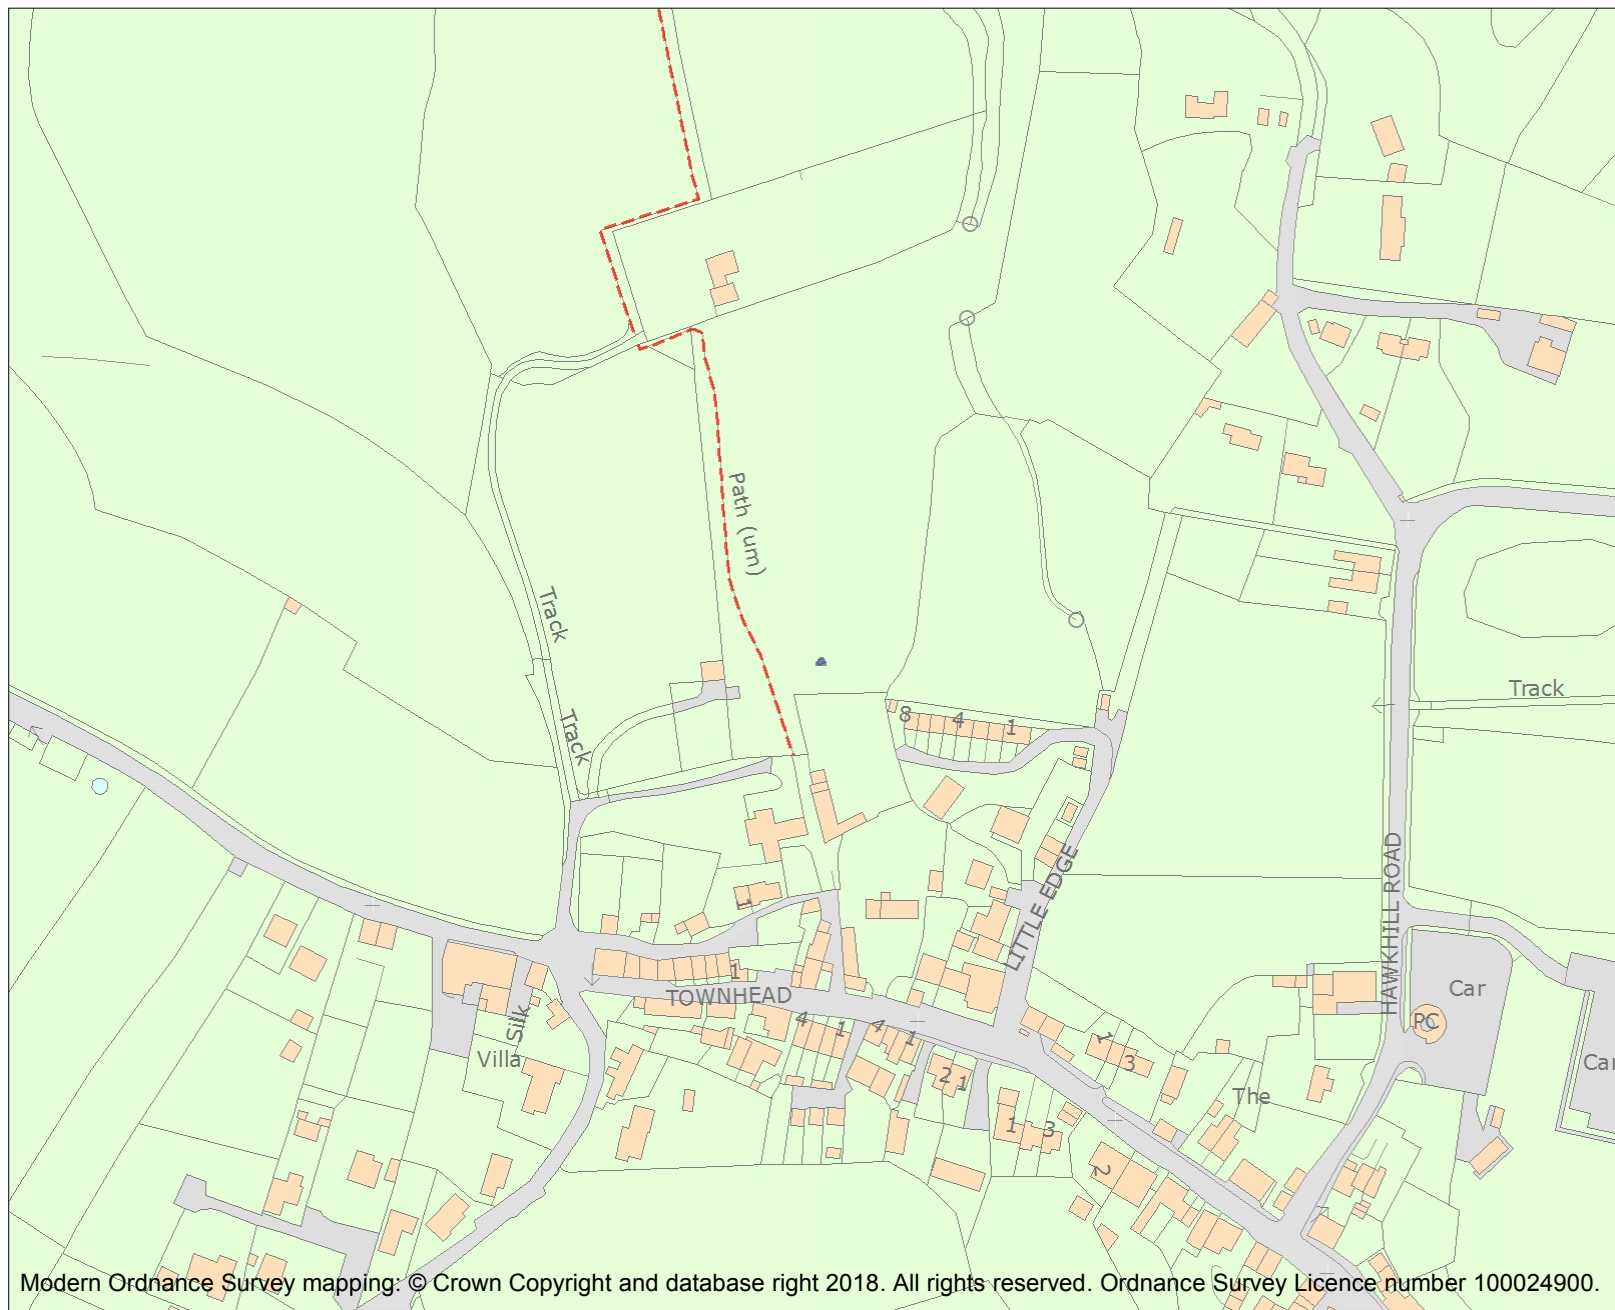 Path (um)
Track
Track
Track
8
4
1
LITTLE EDGE
HAWKHILL ROAD
1
1
TOWNHEAD
Car
PC
Car
Silk
Villa
4
1
4
1
2
1
1
3
1
3
The
2
Modern Ordnance Survey mapping: © Crown Copyright and database right 2018. All rights reserved. Ordnance Survey Licence number 100024900.